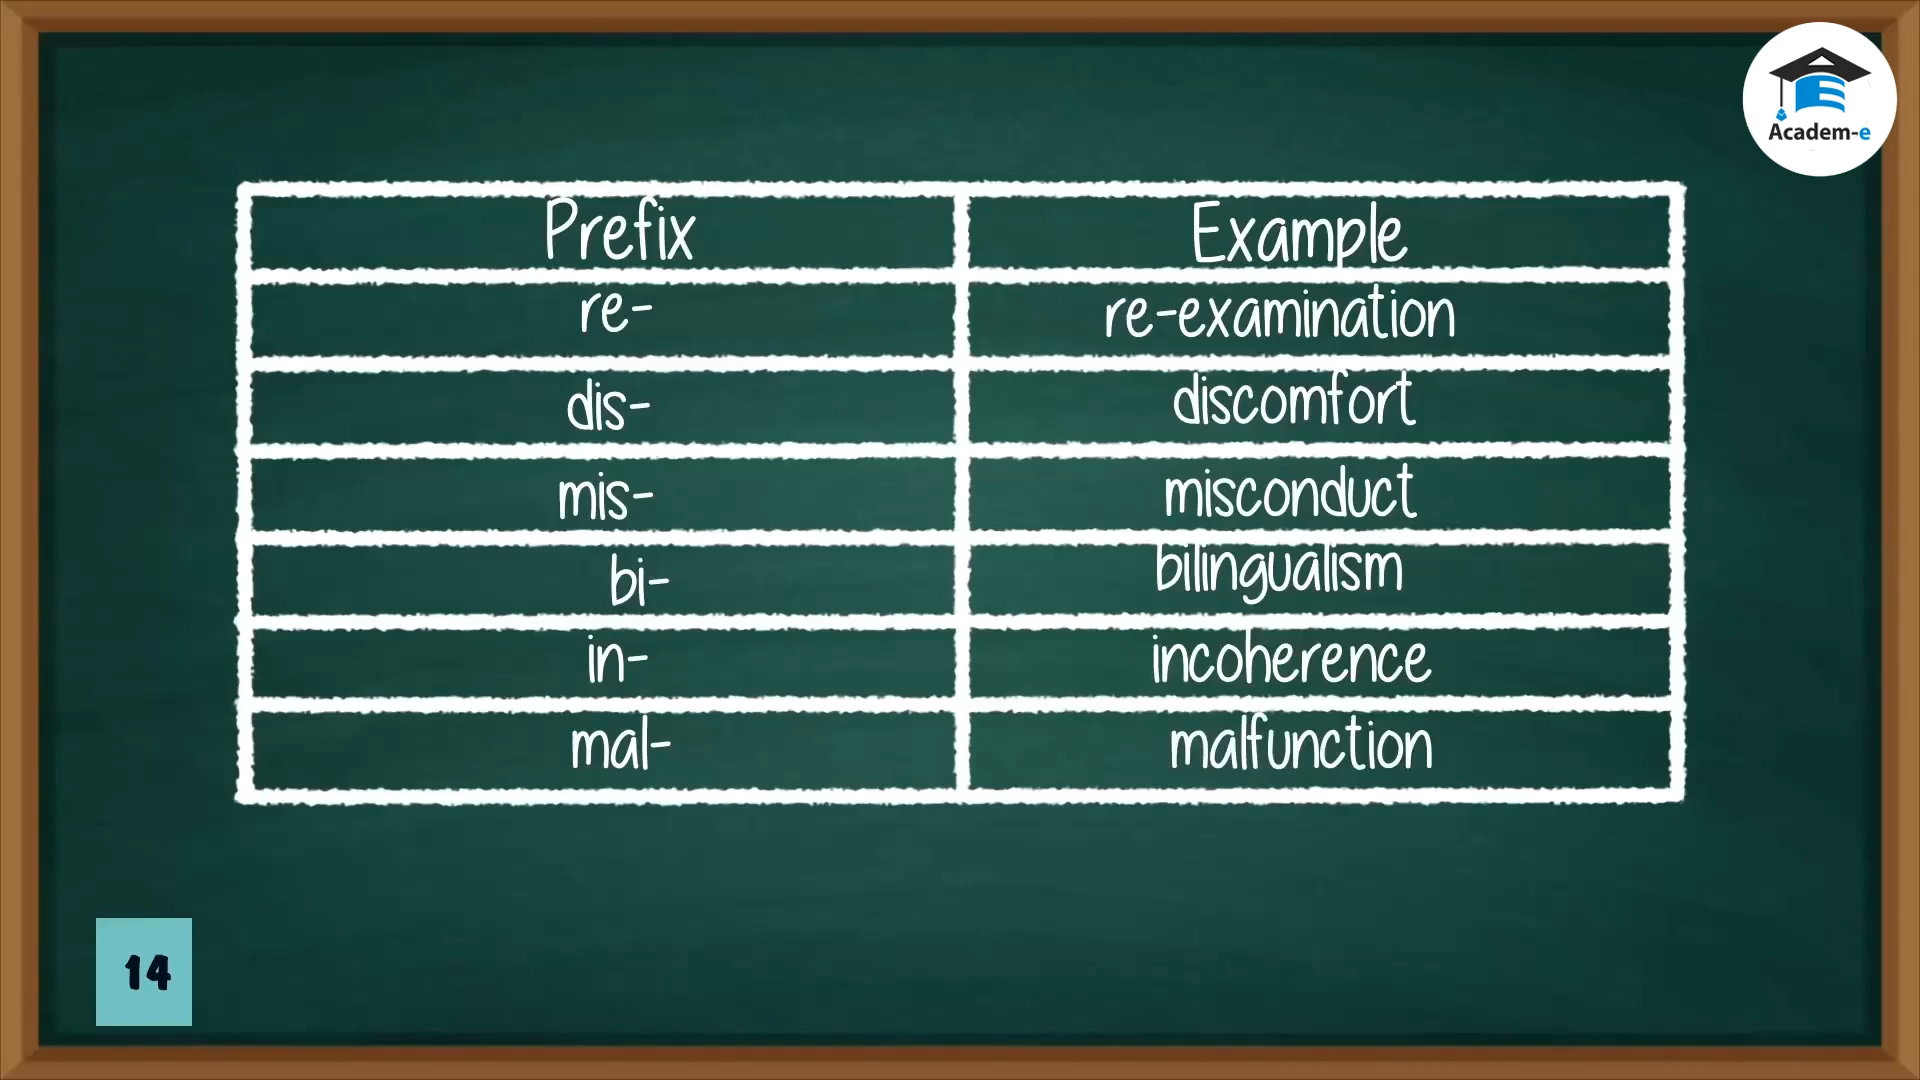 Academ-e
Prefix Example
re- re-examination
dis- discomfort
mis- misconduct
bi- bilingualism
in- incoherence
mal- malfunction
14